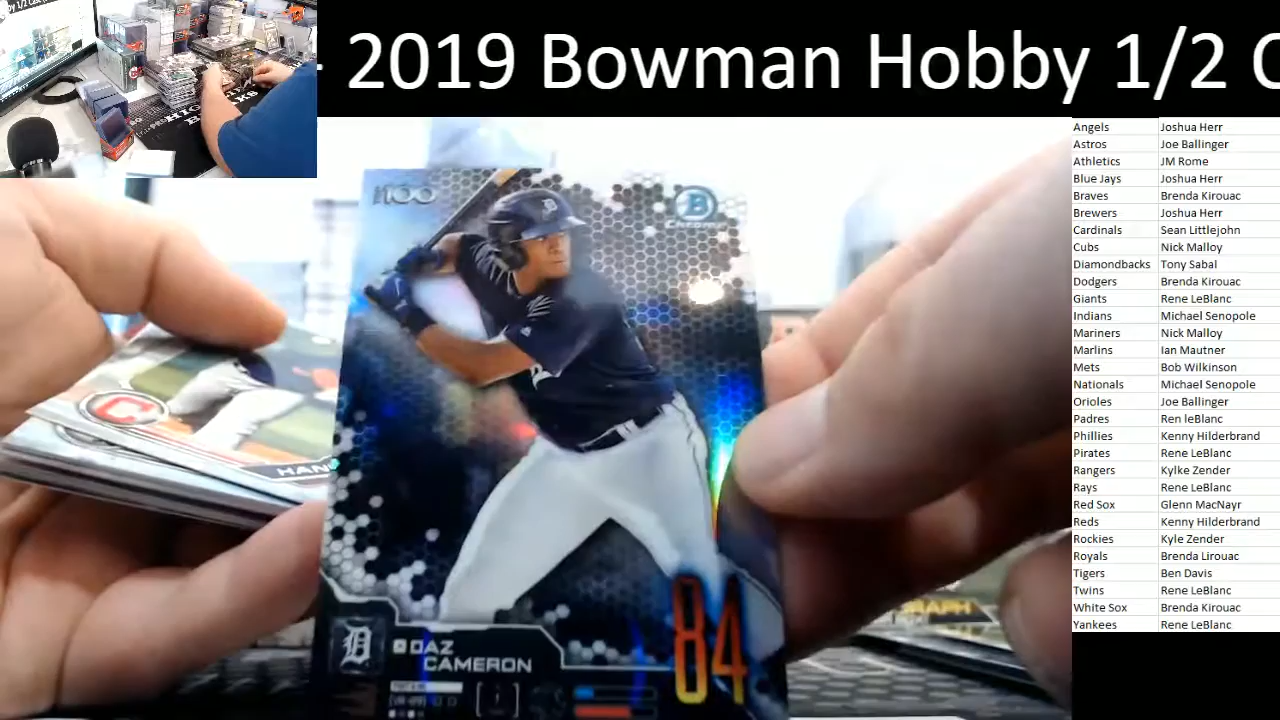 2019 Bowman Hobby 1/2 C
Angels Joshua Herr
Astros Joe Ballinger
Athletics JM Rome
Blue Jays Joshua Herr
Braves Brenda Kirouac
Brewers Joshua Herr
Cardinals Sean Littlejohn
Cubs Nick Malloy
Diamondbacks Tony Sabal
Dodgers Brenda Kirouac
Giants Rene LeBlanc
Indians Michael Senopole
Mariners Nick Malloy
Marlins Ian Mautner
Mets Bob Wilkinson
Nationals Michael Senopole
Orioles Joe Ballinger
Padres Ren leBlanc
Phillies Kenny Hilderbrand
Pirates Rene LeBlanc
Rangers Kylke Zender
Rays Rene LeBlanc
Red Sox Glenn MacNayr
Reds Kenny Hilderbrand
Rockies Kyle Zender
Royals Brenda Lirouac
Tigers Ben Davis
Twins Rene LeBlanc
White Sox Brenda Kirouac
Yankees Rene LeBlanc
B
Chrome
C
HAN
D
DAZ
CAMERON
84